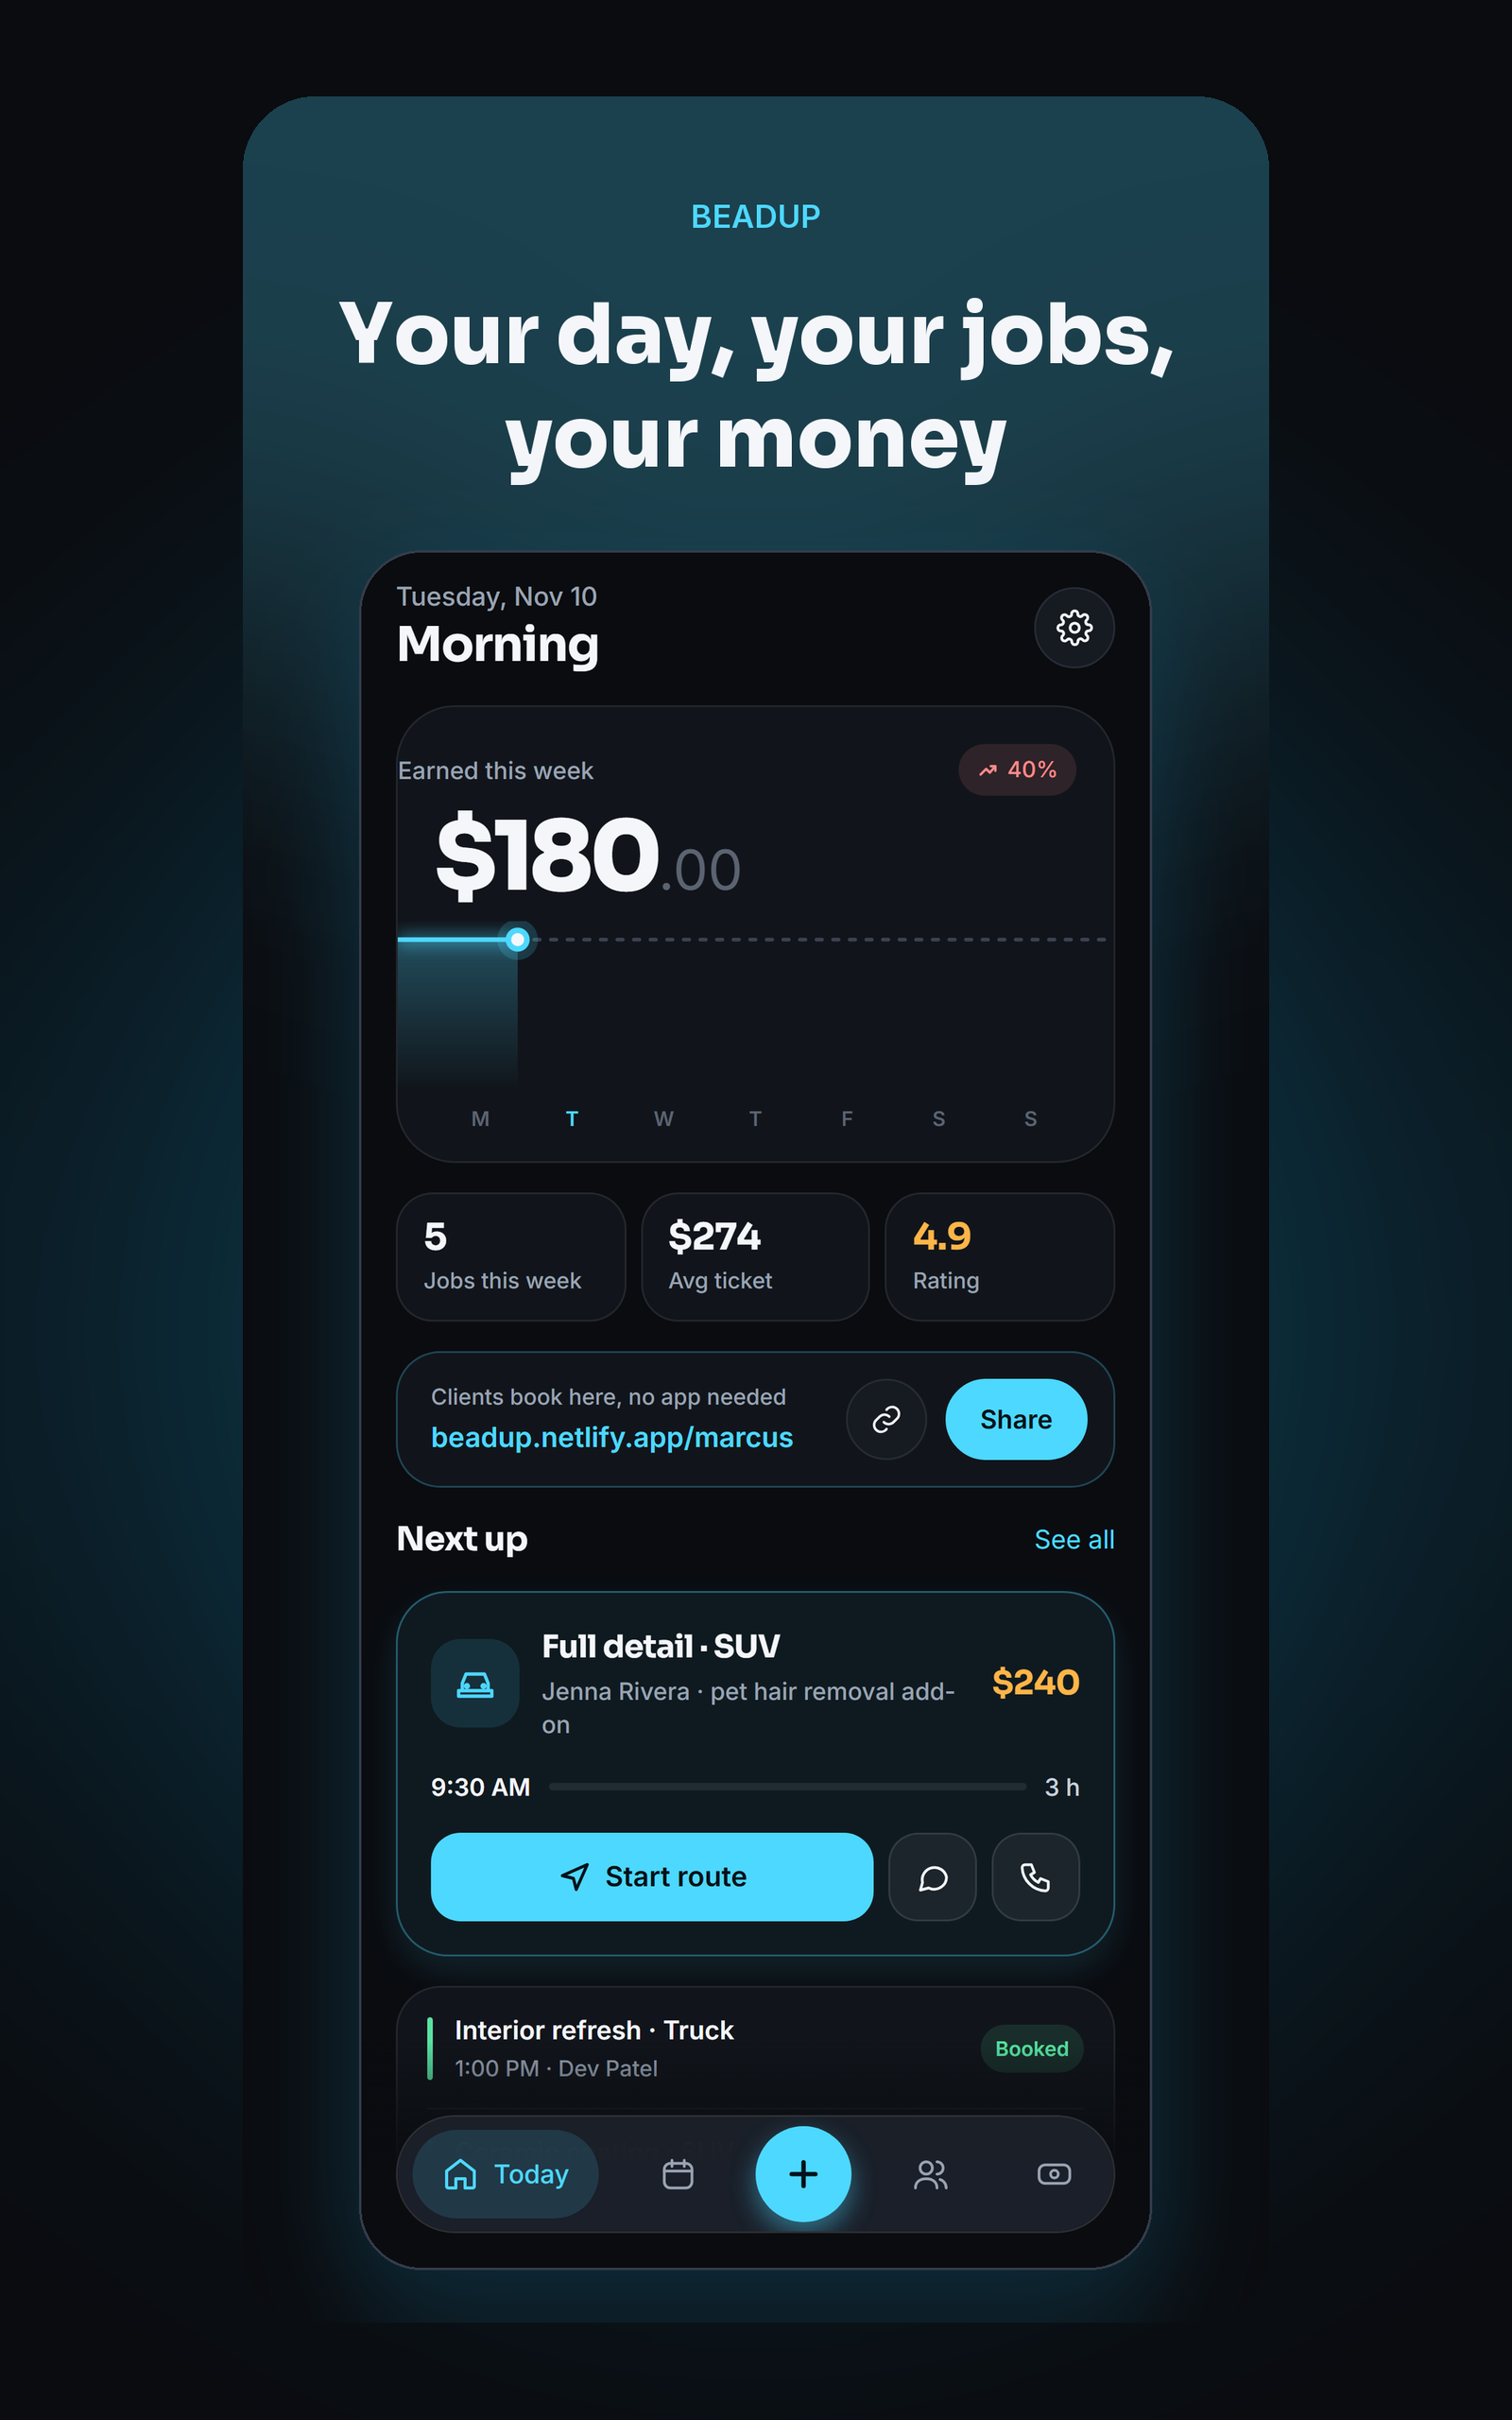 BEADUP
Your day, your jobs,
your money
Tuesday, Nov 10
Morning
Earned this week
40%
$180.00
M T W T F S S
5
Jobs this week
$274
Avg ticket
4.9
Rating
Clients book here, no app needed
beadup.netlify.app/marcus
Share
Next up
See all
Full detail · SUV
Jenna Rivera · pet hair removal add-
on
$240
9:30 AM
3 h
Start route
Interior refresh · Truck
1:00 PM · Dev Patel
Booked
Today